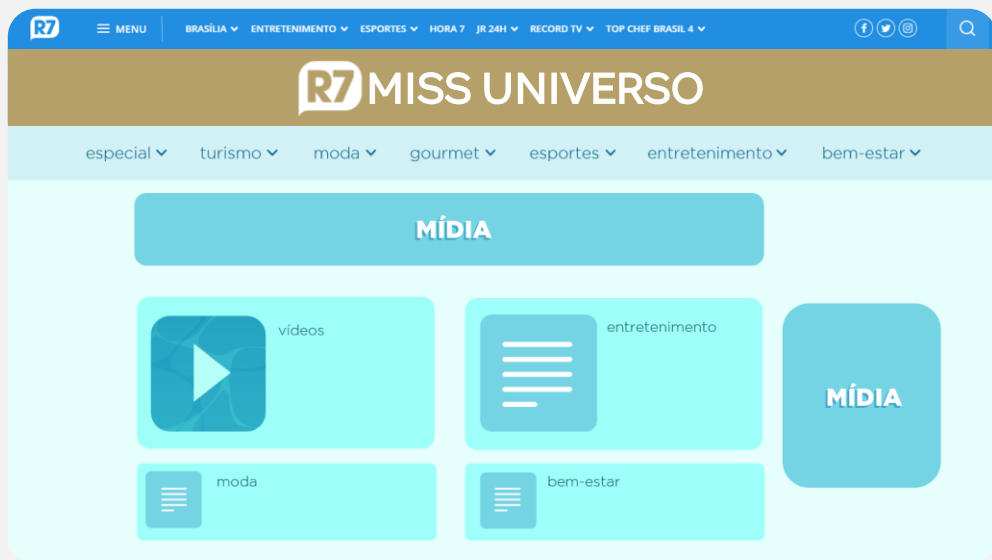 R7 MENU BRASÍLIA ENTRETENIMENTO ESPORTES HORA 7 JR 24H RECORD TV TOP CHEF BRASIL 4
R7 MISS UNIVERSO
especial turismo moda gourmet esportes entretenimento bem-estar
MÍDIA
vídeos entretenimento
MÍDIA
moda bem-estar